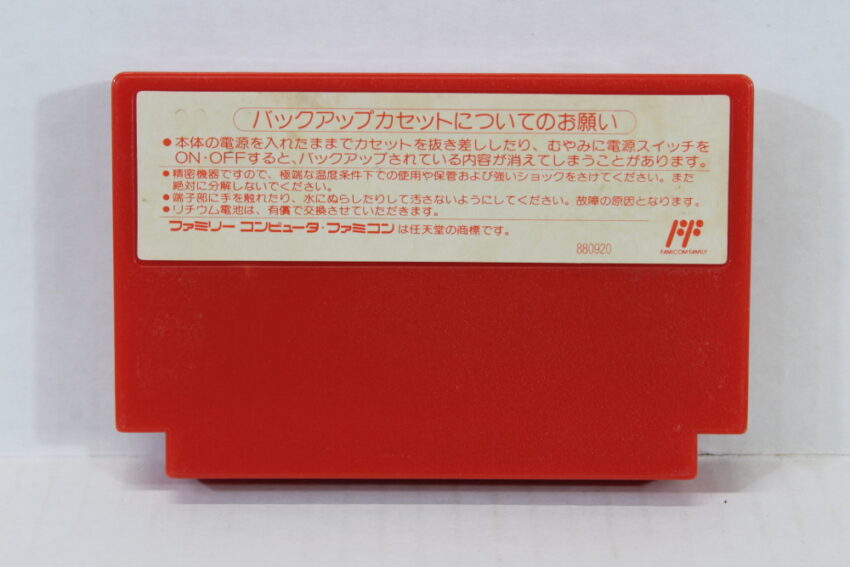 バックアップカセットについてのお願い
●本体の電源を入れたままでカセットを抜き差ししたり、むやみに電源スイッチを
ON・OFFすると、バックアップされている内容が消えてしまうことがあります。
●精密機器ですので、極端な温度条件下での使用や保管および強いショックをさけてください。また
絶対に分解しないでください。
●端子部に手を触れたり、水にぬらしたりして汚さないようにしてください。故障の原因となります。
●リチウム電池は、有償で交換させていただきます。
ファミリー コンピュータ・ファミコンは任天堂の商標です。
880920
FAMICOM FAMILY